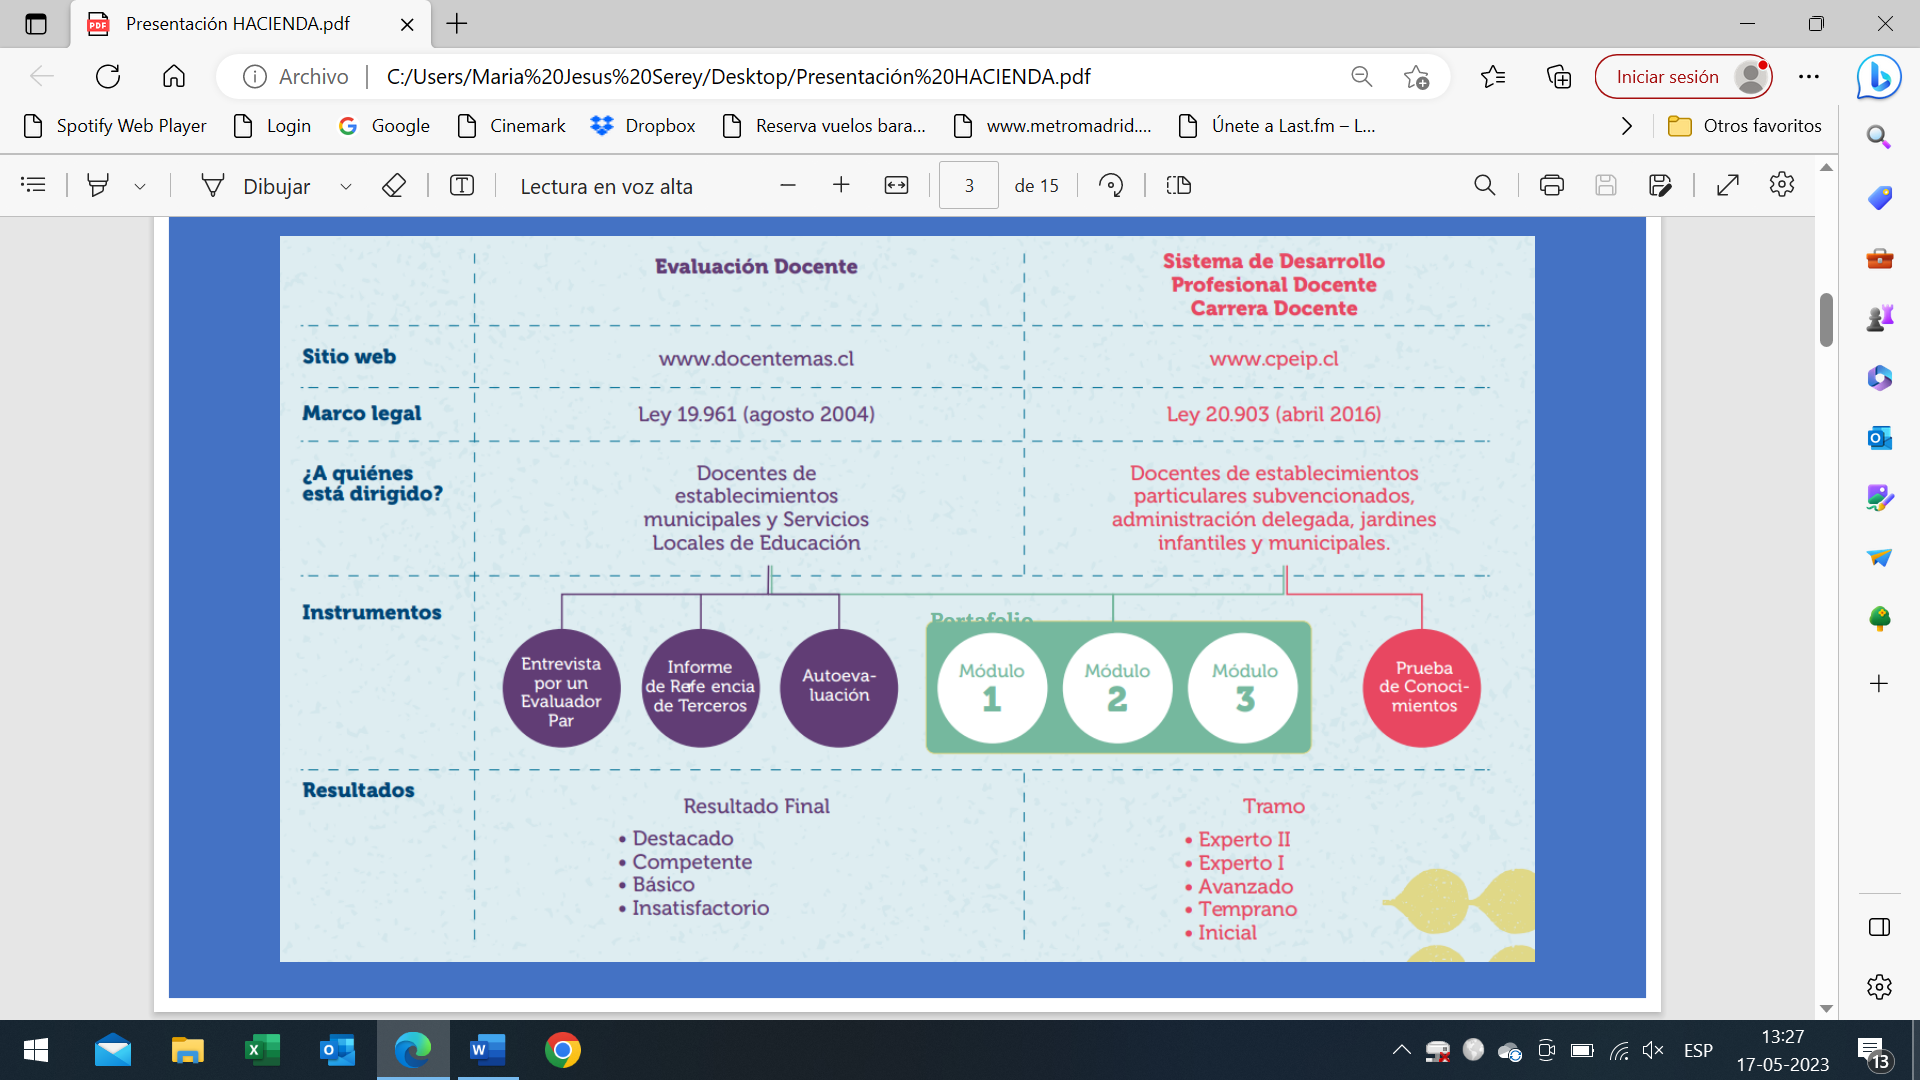 Presentación HACIENDA.pdf
Archivo
C:/Users/Maria%20Jesus%20Serey/Desktop/Presentación%20HACIENDA.pdf
Iniciar sesión
Spotify Web Player
Login
Google
Cinemark
Dropbox
Reserva vuelos bara...
www.metromadrid....
Únete a Last.fm – L...
Otros favoritos
Dibujar
Lectura en voz alta
3
de 15
Evaluación Docente
Sistema de Desarrollo
Profesional Docente
Carrera Docente
Sitio web
www.docentemas.cl
www.cpeip.cl
Marco legal
Ley 19.961 (agosto 2004)
Ley 20.903 (abril 2016)
¿A quiénes
está dirigido?
Docentes de
establecimientos
municipales y Servicios
Locales de Educación
Docentes de establecimientos
particulares subvencionados,
administración delegada, jardines
infantiles y municipales.
Instrumentos
Entrevista
por un
Evaluador
Par
Informe
de Refe encia
de Terceros
Autoeva-
luación
Portafolio
Módulo
1
Módulo
2
Módulo
3
Prueba
de Conoci-
mientos
Resultados
Resultado Final
• Destacado
• Competente
• Básico
• Insatisfactorio
Tramo
• Experto II
• Experto I
• Avanzado
• Temprano
• Inicial
ESP
13:27
17-05-2023
13